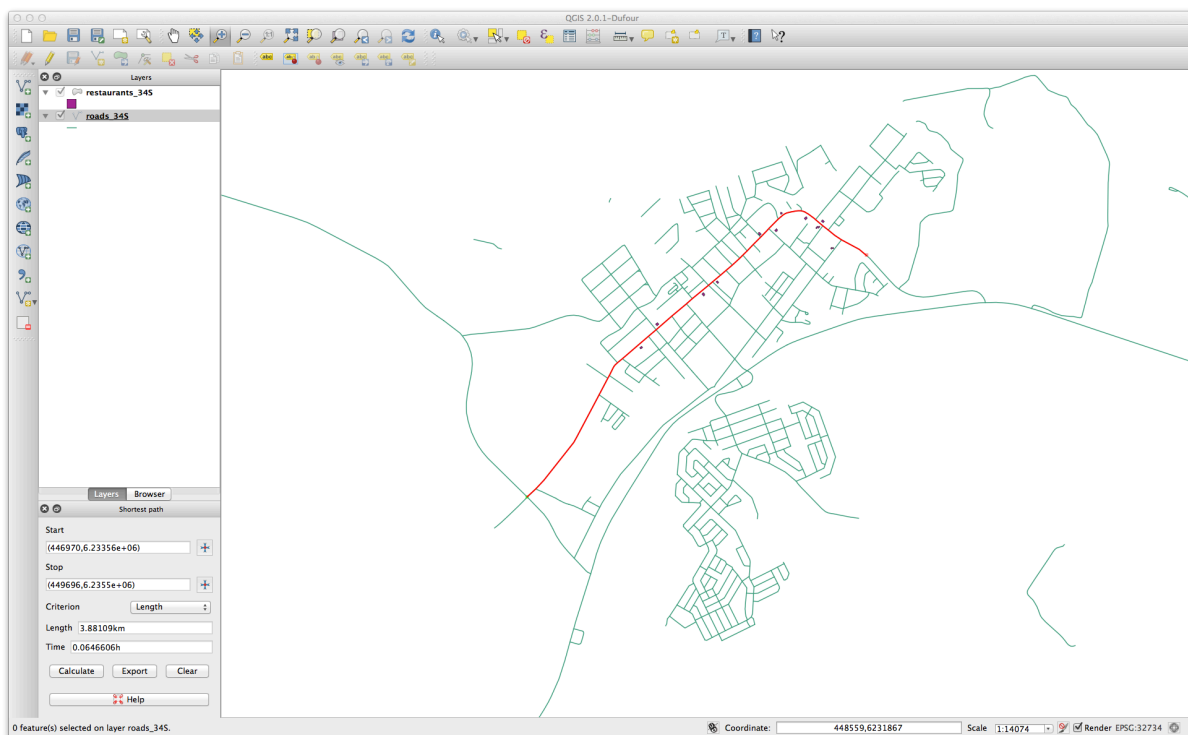 QGIS 2.0.1-Dufour
Layers
restaurants_34S
roads_34S
Layers Browser
Shortest path
Start
(446970,6.23356e+06)
Stop
(449696,6.2355e+06)
Criterion Length
Length 3.88109km
Time 0.0646606h
Calculate Export Clear
Help
0 feature(s) selected on layer roads_34S.
Coordinate: 448559,6231867 Scale 1:14074 Render EPSG:32734